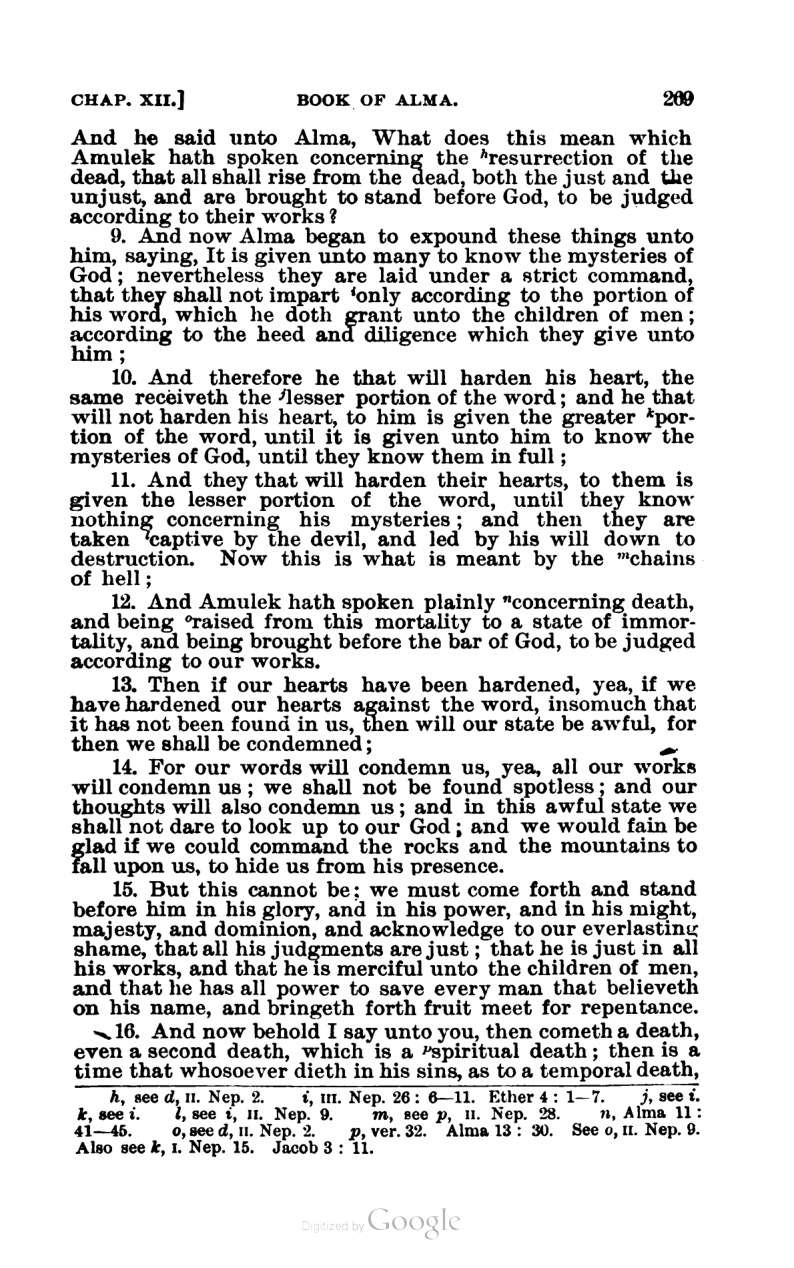 CHAP. XII.] BOOK OF ALMA. 269
And he said unto Alma, What does this mean which
Amulek hath spoken concerning the ʰresurrection of the
dead, that all shall rise from the dead, both the just and the
unjust, and are brought to stand before God, to be judged
according to their works?
9. And now Alma began to expound these things unto
him, saying, It is given unto many to know the mysteries of
God; nevertheless they are laid under a strict command,
that they shall not impart ⁱonly according to the portion of
his word, which he doth grant unto the children of men;
according to the heed and diligence which they give unto
him;
10. And therefore he that will harden his heart, the
same receiveth the ʲlesser portion of the word; and he that
will not harden his heart, to him is given the greater ᵏpor-
tion of the word, until it is given unto him to know the
mysteries of God, until they know them in full;
11. And they that will harden their hearts, to them is
given the lesser portion of the word, until they know
nothing concerning his mysteries; and then they are
taken ˡcaptive by the devil, and led by his will down to
destruction. Now this is what is meant by the ᵐchains
of hell;
12. And Amulek hath spoken plainly ⁿconcerning death,
and being ᵒraised from this mortality to a state of immor-
tality, and being brought before the bar of God, to be judged
according to our works.
13. Then if our hearts have been hardened, yea, if we
have hardened our hearts against the word, insomuch that
it has not been found in us, then will our state be awful, for
then we shall be condemned;
14. For our words will condemn us, yea, all our works
will condemn us; we shall not be found spotless; and our
thoughts will also condemn us; and in this awful state we
shall not dare to look up to our God; and we would fain be
glad if we could command the rocks and the mountains to
fall upon us, to hide us from his presence.
15. But this cannot be; we must come forth and stand
before him in his glory, and in his power, and in his might,
majesty, and dominion, and acknowledge to our everlasting
shame, that all his judgments are just; that he is just in all
his works, and that he is merciful unto the children of men,
and that he has all power to save every man that believeth
on his name, and bringeth forth fruit meet for repentance.
16. And now behold I say unto you, then cometh a death,
even a second death, which is a ᵖspiritual death; then is a
time that whosoever dieth in his sins, as to a temporal death,
h, see d, II. Nep. 2. i, III. Nep. 26: 6—11. Ether 4: 1—7. j, see i.
k, see i. l, see i, II. Nep. 9. m, see p, II. Nep. 28. n, Alma 11:
41—45. o, see d, II. Nep. 2. p, ver. 32. Alma 13: 30. See o, II. Nep. 9.
Also see k, I. Nep. 15. Jacob 3: 11.
Digitized by Google